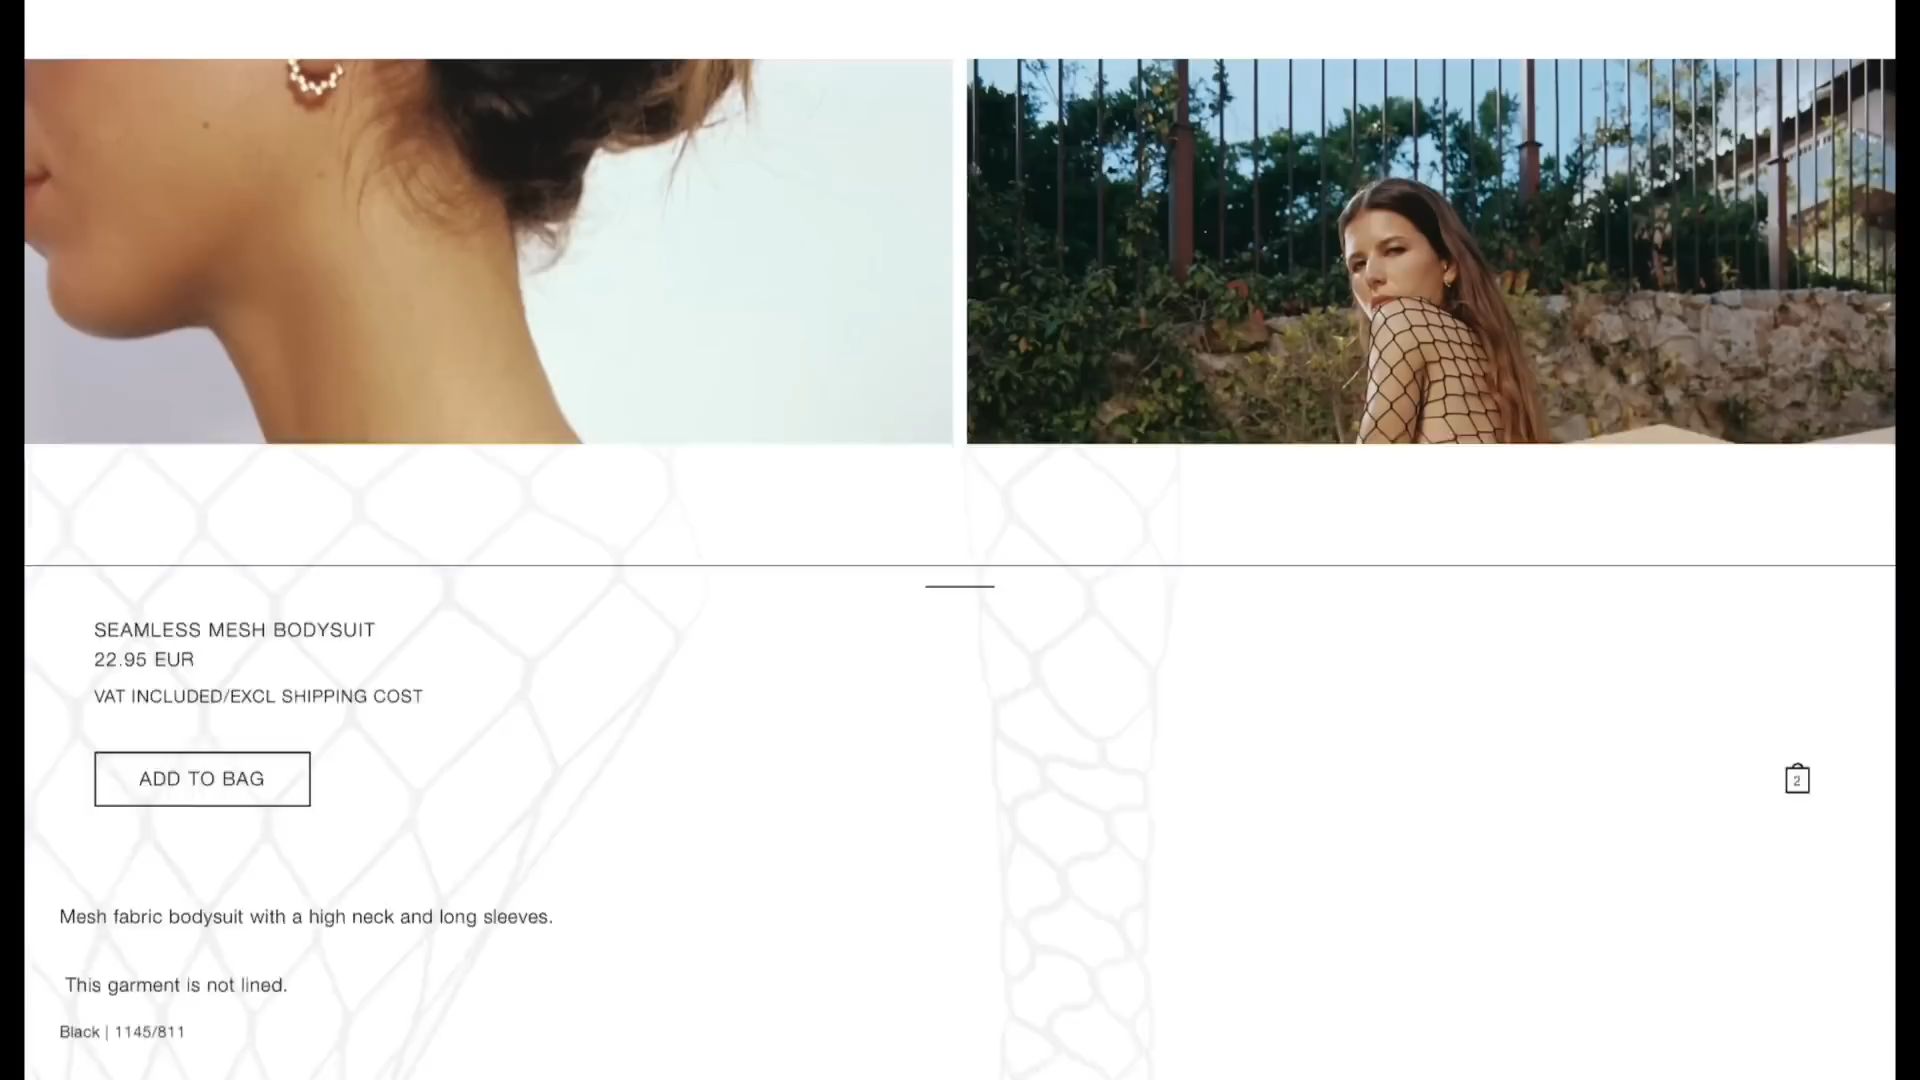 SEAMLESS MESH BODYSUIT
22.95 EUR
VAT INCLUDED/EXCL SHIPPING COST
ADD TO BAG
2
Mesh fabric bodysuit with a high neck and long sleeves.
This garment is not lined.
Black | 1145/811